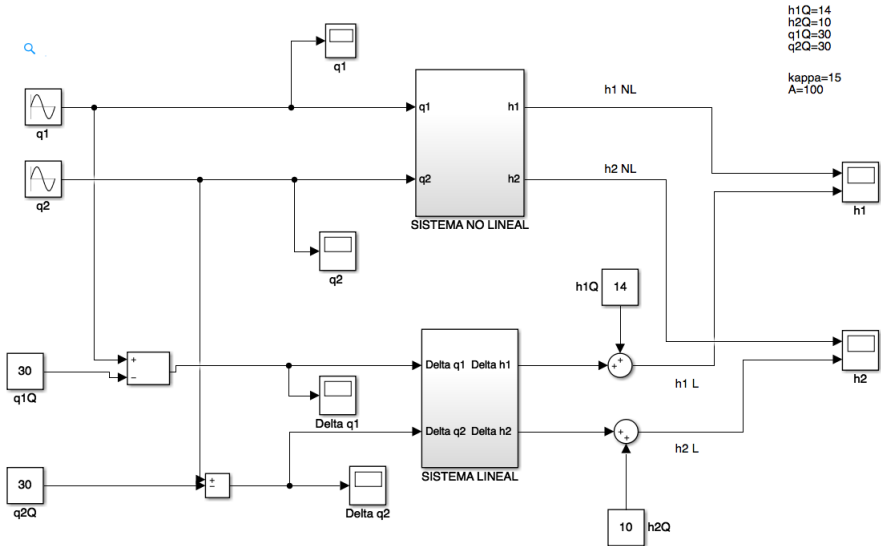 h1Q=14
h2Q=10
q1Q=30
q2Q=30
kappa=15
A=100
q1
h1 NL
q1
q1
h1
q2
q2
h2
h2 NL
SISTEMA NO LINEAL
h1
q2
h1Q
14
+
−
30
q1Q
Delta q1
Delta h1
+
+
h1 L
h2
Delta q1
Delta q2
Delta h2
+
+
h2 L
SISTEMA LINEAL
30
q2Q
+
−
Delta q2
10
h2Q